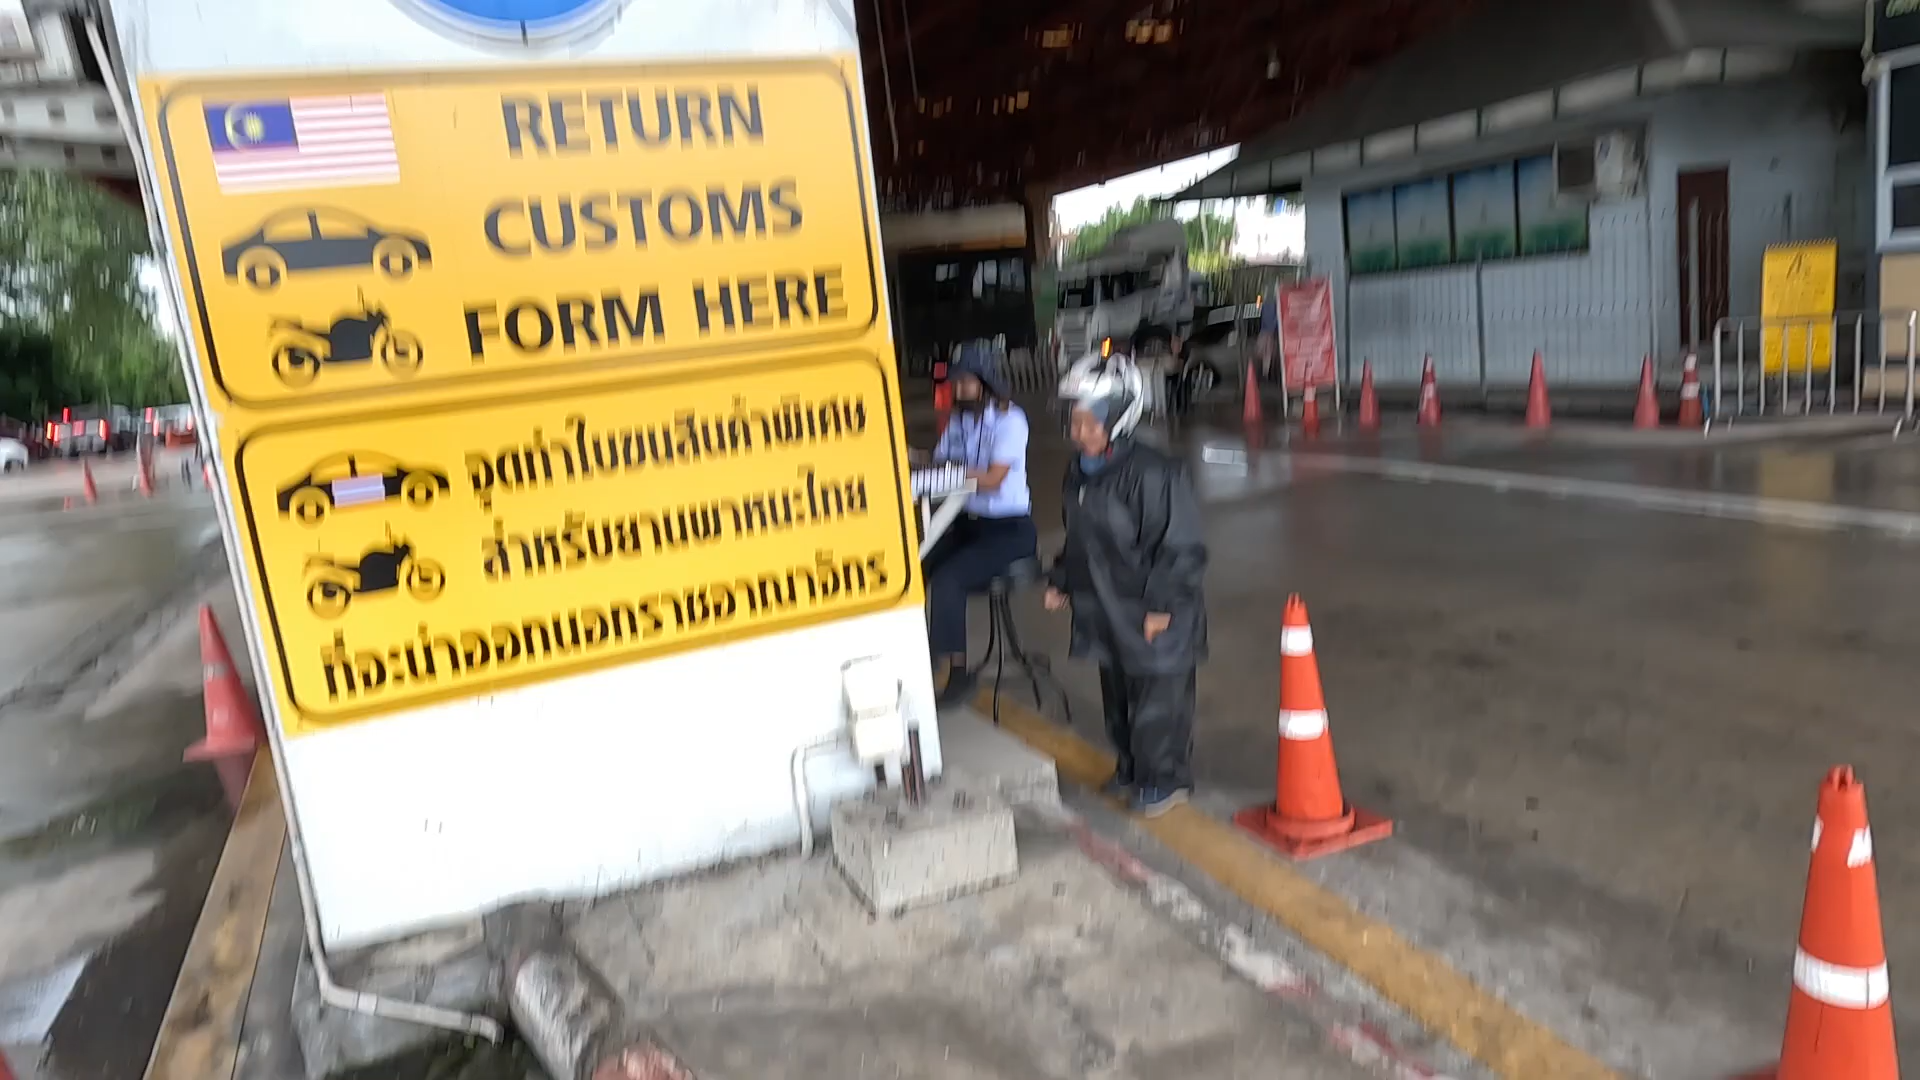 RETURN
CUSTOMS
FORM HERE
จุดทำใบขนสินค้าพิเศษ
สำหรับยานพาหนะไทย
ที่จะนำออกนอกราชอาณาจักร